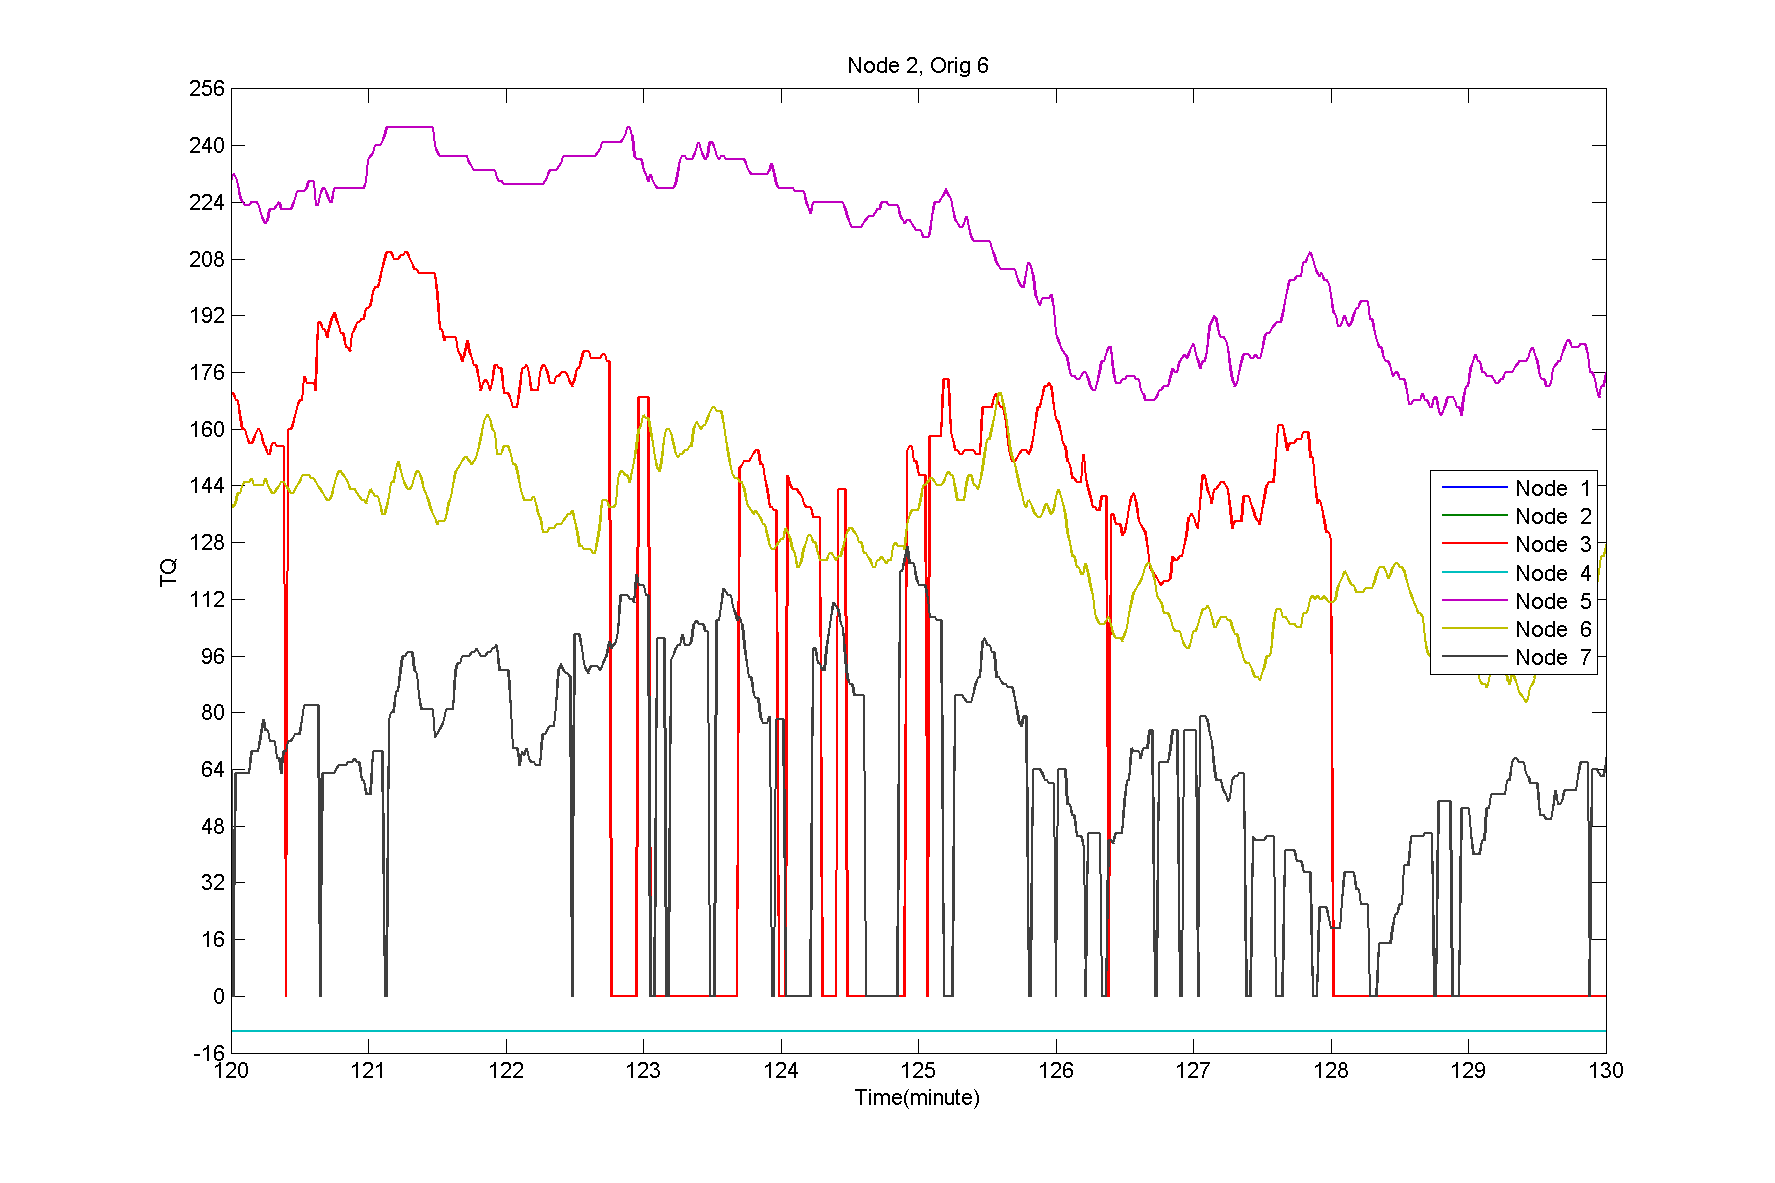 Node 2, Orig 6
256
240
224
208
192
176
160
144
128
112
96
80
64
48
32
16
0
-16
TQ
Node 1
Node 2
Node 3
Node 4
Node 5
Node 6
Node 7
120 121 122 123 124 125 126 127 128 129 130
Time(minute)